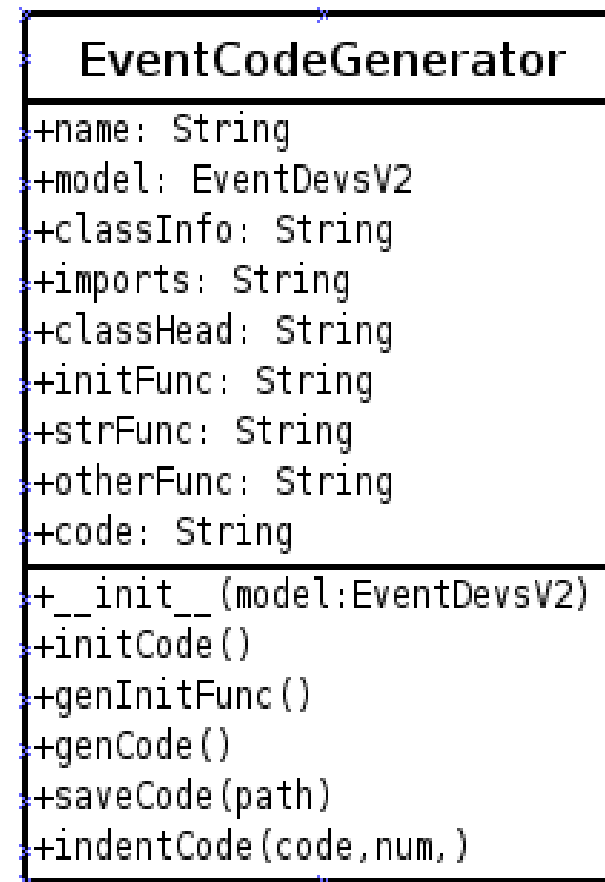 EventCodeGenerator
+name: String
+model: EventDevsV2
+classInfo: String
+imports: String
+classHead: String
+initFunc: String
+strFunc: String
+otherFunc: String
+code: String
+__init__(model:EventDevsV2)
+initCode()
+genInitFunc()
+genCode()
+saveCode(path)
+indentCode(code,num,)